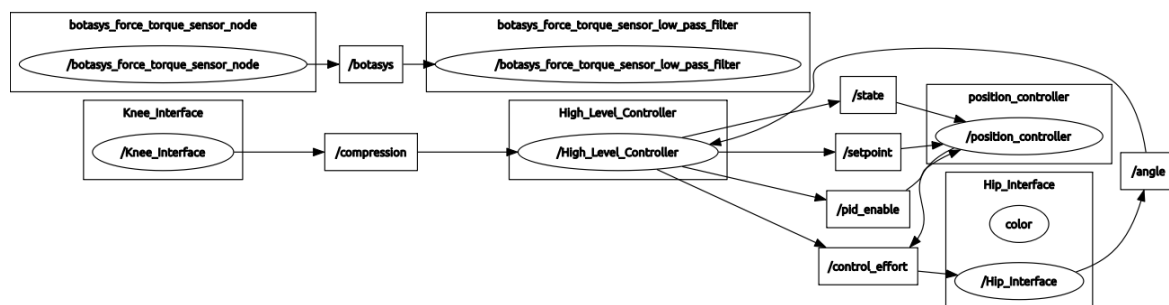 botasys_force_torque_sensor_node
/botasys_force_torque_sensor_node
/botasys
botasys_force_torque_sensor_low_pass_filter
/botasys_force_torque_sensor_low_pass_filter
Knee_Interface
/Knee_Interface
/compression
High_Level_Controller
/High_Level_Controller
/state
/setpoint
/pid_enable
/control_effort
position_controller
/position_controller
Hip_Interface
color
/Hip_Interface
/angle